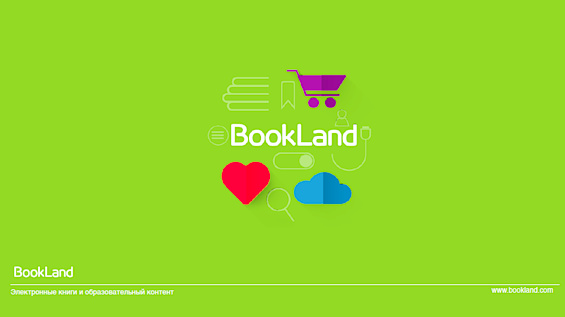 BookLand
BookLand
Электронные книги и образовательный контент
www.bookland.com